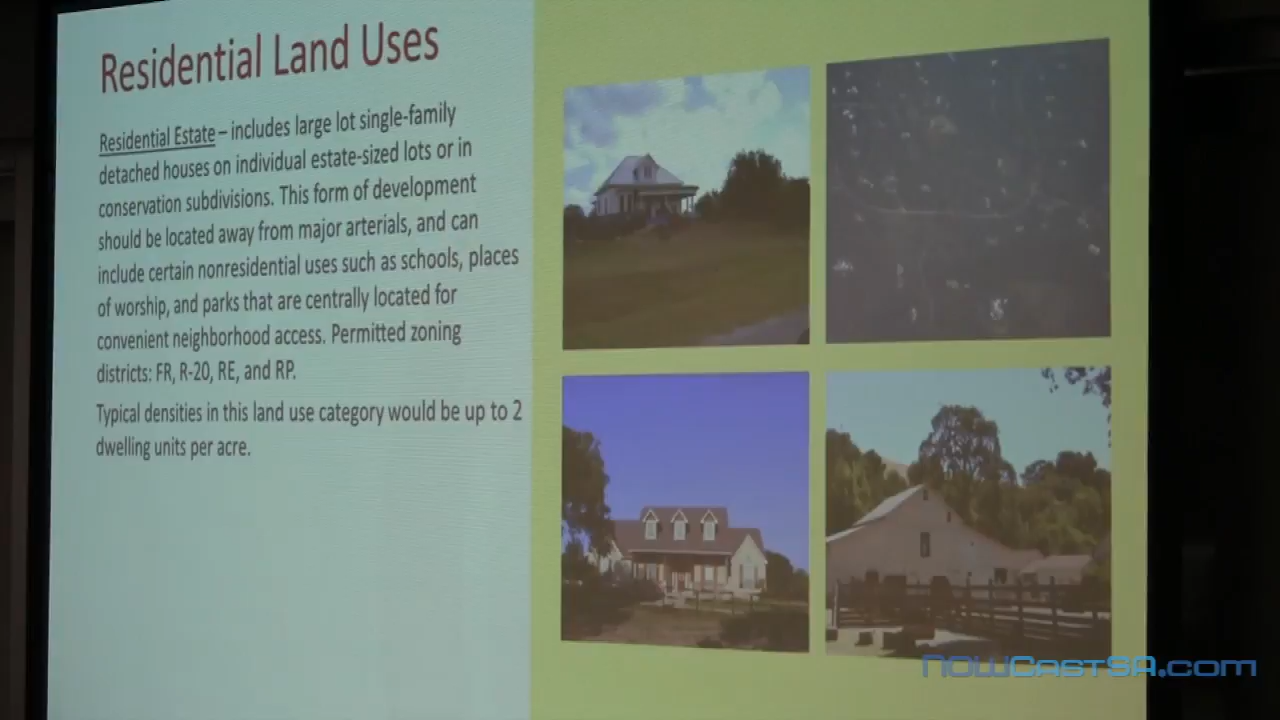 Residential Land Uses
Residential Estate – includes large lot single-family
detached houses on individual estate-sized lots or in
conservation subdivisions. This form of development
should be located away from major arterials, and can
include certain nonresidential uses such as schools, places
of worship, and parks that are centrally located for
convenient neighborhood access. Permitted zoning
districts: FR, R-20, RE, and RP.
Typical densities in this land use category would be up to 2
dwelling units per acre.
NOWCastSA.com